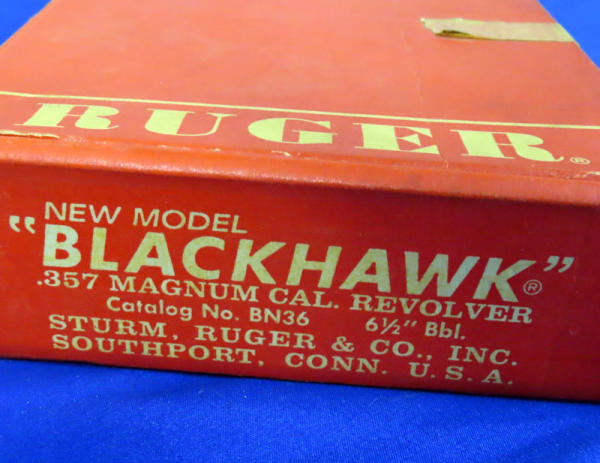 RUGER®
NEW MODEL
"BLACKHAWK"®
.357 MAGNUM CAL. REVOLVER
Catalog No. BN36 6½" Bbl.
STURM, RUGER & CO., INC.
SOUTHPORT, CONN. U.S.A.